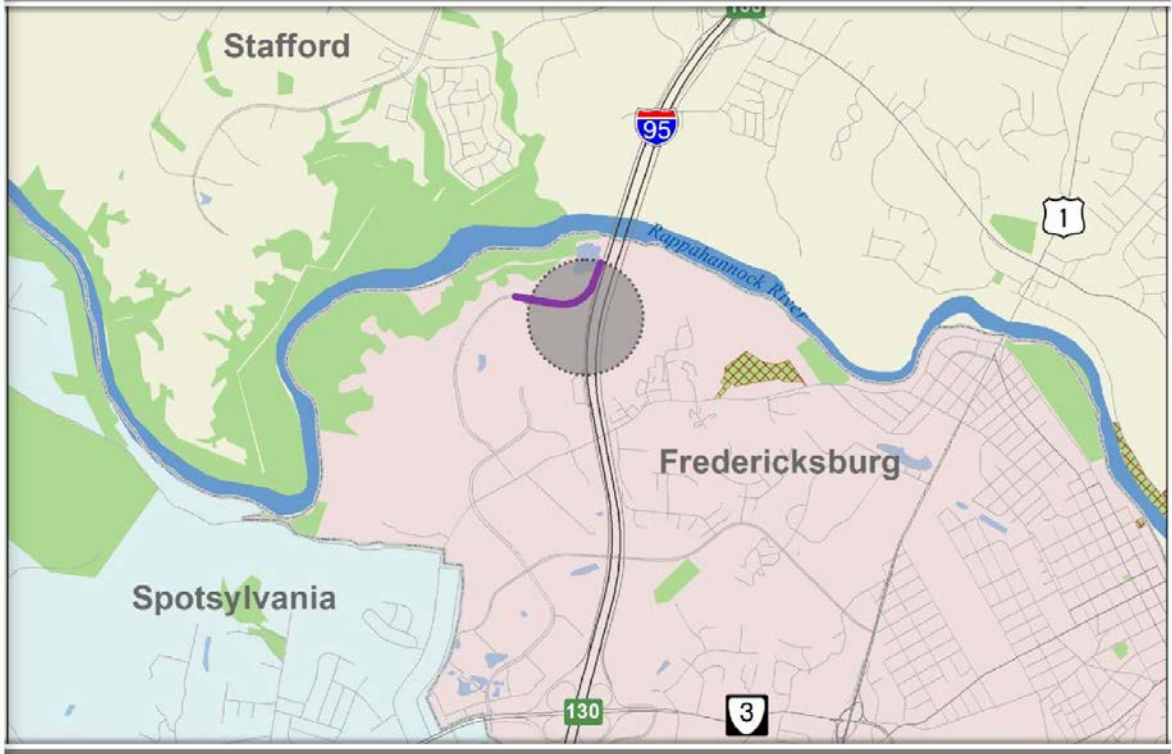 Stafford
95
1
Rappahannock River
Fredericksburg
Spotsylvania
130
3